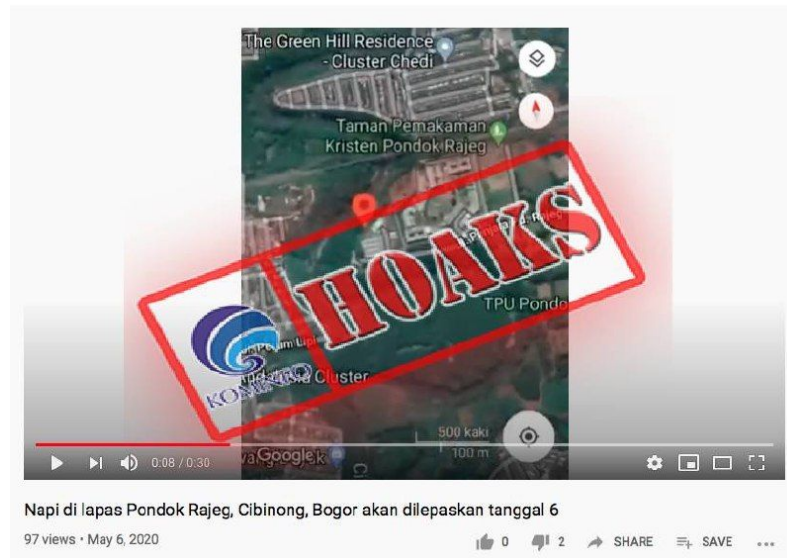 The Green Hill Residence
- Cluster Chedi
Taman Pemakaman
Kristen Pondok Rajeg
HOAKS
TPU Pondo
KOMINFO
Cluster
500 kaki
100 m
Google
0:08 / 0:30
Napi di lapas Pondok Rajeg, Cibinong, Bogor akan dilepaskan tanggal 6
97 views • May 6, 2020
0
2
SHARE
SAVE